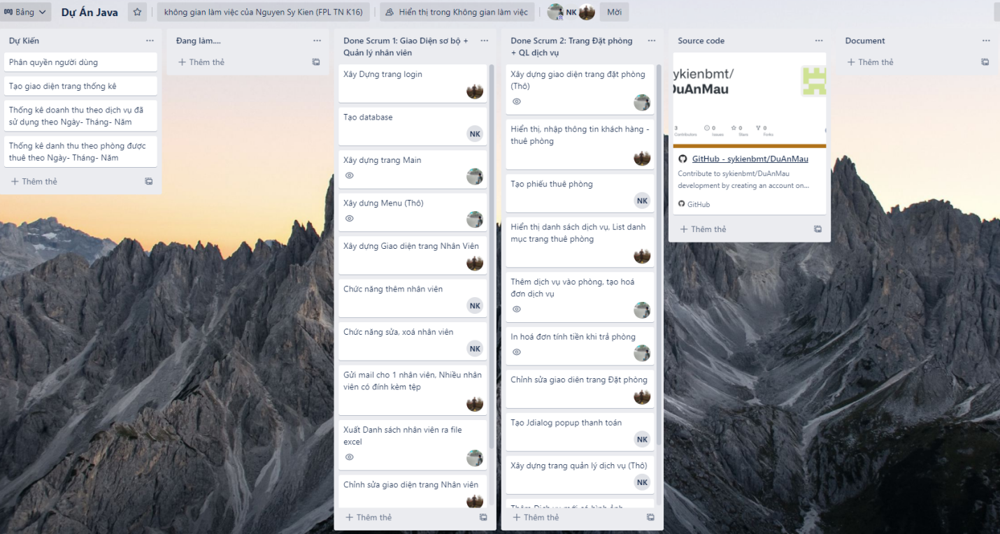 Bảng
Dự Án Java
không gian làm việc của Nguyen Sy Kien (FPL TN K16)
Hiển thị trong Không gian làm việc
NK
Mời
Dự Kiến
Phân quyền người dùng
Tạo giao diện trang thống kê
Thống kê doanh thu theo dịch vụ đã
sử dụng theo Ngày- Tháng- Năm
Thống kê danh thu theo phòng được
thuê theo Ngày- Tháng- Năm
Thêm thẻ
Đang làm....
Thêm thẻ
Done Scrum 1: Giao Diện sơ bộ +
Quản lý nhân viên
Xây Dựng trang login
Tạo database
NK
Xây dựng trang Main
Xây dưng Menu (Thô)
Xây dựng Giao diện trang Nhân Viên
Chức năng thêm nhân viên
NK
Chức năng sửa, xoá nhân viên
NK
Gửi mail cho 1 nhân viên, Nhiều nhân
viên có đính kèm tệp
Xuất Danh sách nhân viên ra file
excel
Chỉnh sửa giao diện trang Nhân viên
Thêm thẻ
Done Scrum 2: Trang Đặt phòng
+ QL dịch vụ
Xây dựng giao diện trang đặt phòng
(Thô)
Hiển thị, nhập thông tin khách hàng -
thuê phòng
Tạo phiếu thuê phòng
NK
Hiển thị danh sách dịch vụ, List danh
mục trang thuê phòng
Thêm dịch vụ vào phòng, tạo hoá
đơn dịch vụ
In hoá đơn tính tiền khi trả phòng
Chỉnh sửa giao diên trang Đặt phòng
Tạo Jdialog popup thanh toán
NK
Xây dựng trang quản lý dịch vụ (Thô)
NK
Thêm Dịch vụ mới có hình ảnh
Thêm thẻ
Source code
sykienbmt/
DuAnMau
3
Contributors
0
Issues
0
Stars
0
Forks
GitHub - sykienbmt/DuAnMau
Contribute to sykienbmt/DuAnMau
development by creating an account on...
GitHub
Thêm thẻ
Document
Thêm thẻ